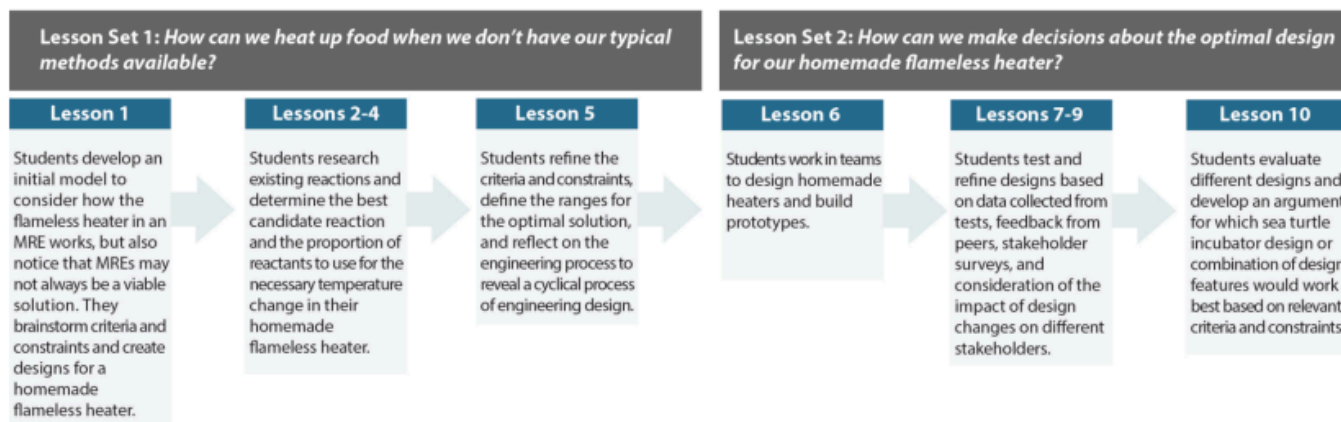 Lesson Set 1: How can we heat up food when we don't have our typical
methods available?
Lesson Set 2: How can we make decisions about the optimal design
for our homemade flameless heater?
Lesson 1
Students develop an
initial model to
consider how the
flameless heater in an
MRE works, but also
notice that MREs may
not always be a viable
solution. They
brainstorm criteria and
constraints and create
designs for a
homemade
flameless heater.
Lessons 2-4
Students research
existing reactions and
determine the best
candidate reaction
and the proportion of
reactants to use for the
necessary temperature
change in their
homemade
flameless heater.
Lesson 5
Students refine the
criteria and constraints,
define the ranges for
the optimal solution,
and reflect on the
engineering process to
reveal a cyclical process
of engineering design.
Lesson 6
Students work in teams
to design homemade
heaters and build
prototypes.
Lessons 7-9
Students test and
refine designs based
on data collected from
tests, feedback from
peers, stakeholder
surveys, and
consideration of the
impact of design
changes on different
stakeholders.
Lesson 10
Students evaluate
different designs and
develop an argument
for which sea turtle
incubator design or
combination of design
features would work
best based on relevant
criteria and constraints